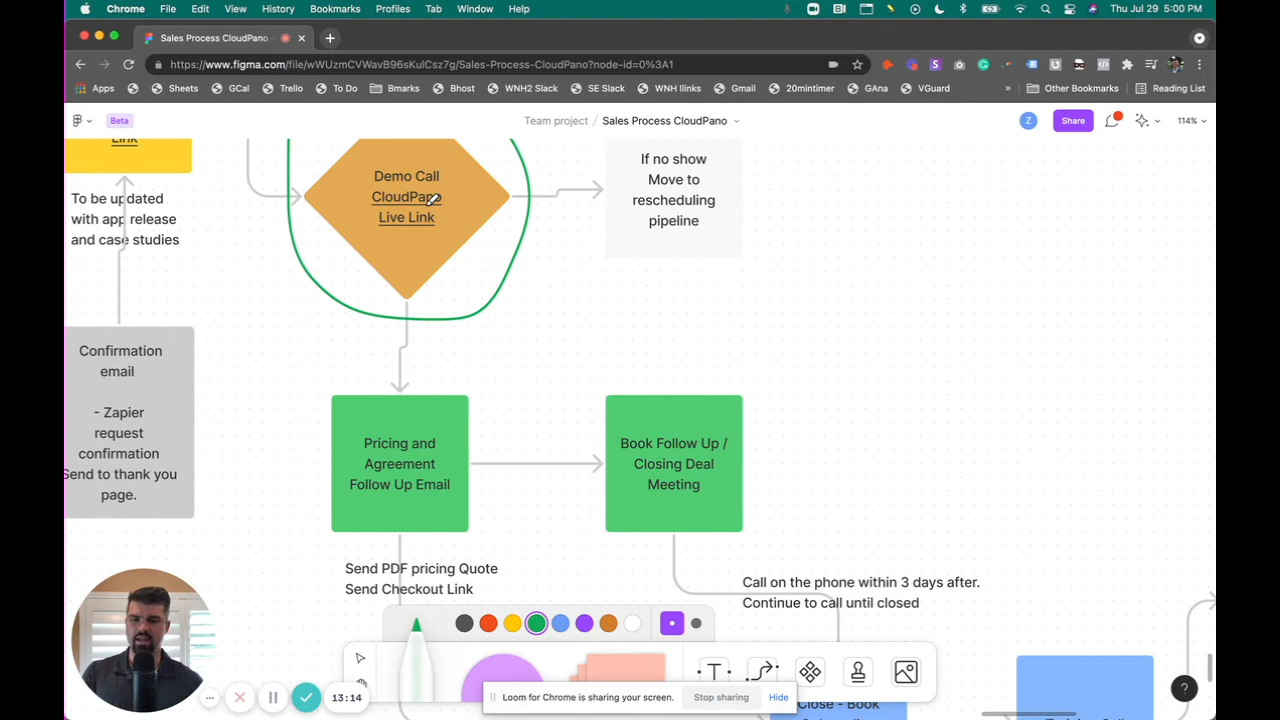 Chrome File Edit View History Bookmarks Profiles Tab Window Help
Thu Jul 29 5:00 PM
Sales Process CloudPano
https://www.figma.com/file/wWUzmCVWavB96sKulCsz7g/Sales-Process-CloudPano?node-id=0%3A1
Apps Sheets GCal Trello To Do Bmarks Bhost WNH2 Slack SE Slack WNH llinks Gmail 20mintimer GAna VGuard » Other Bookmarks Reading List
Beta
Team project / Sales Process CloudPano
Z
Share
114%
Link
To be updated
with app release
and case studies
Demo Call
CloudPano
Live Link
If no show
Move to
rescheduling
pipeline
Confirmation
email
- Zapier
request
confirmation
Send to thank you
page.
Pricing and
Agreement
Follow Up Email
Book Follow Up /
Closing Deal
Meeting
Send PDF pricing Quote
Send Checkout Link
Call on the phone within 3 days after.
Continue to call until closed
13:14
Loom for Chrome is sharing your screen.
Stop sharing
Hide
Close - Book
Training Call
?